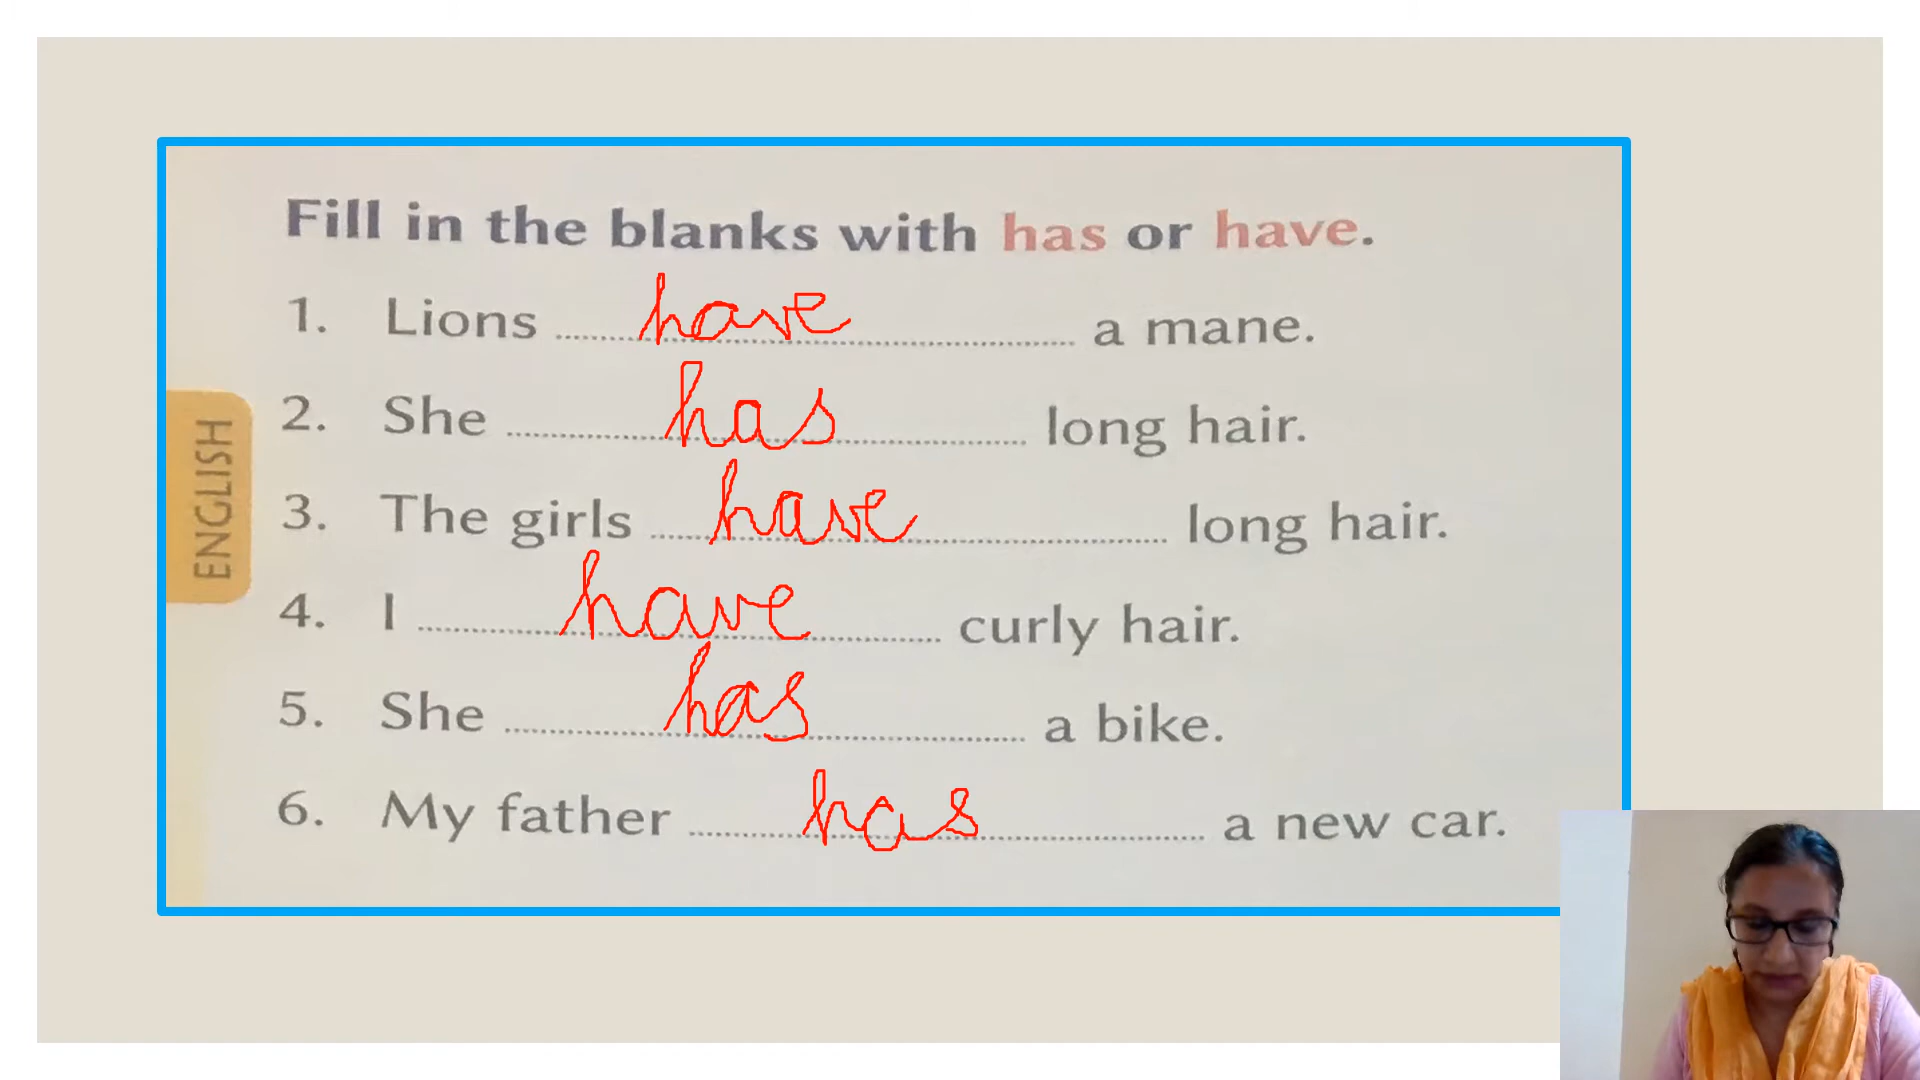 Fill in the blanks with has or have.
1. Lions have a mane.
2. She has long hair.
3. The girls have long hair.
4. I have curly hair.
5. She has a bike.
6. My father has a new car.
ENGLISH